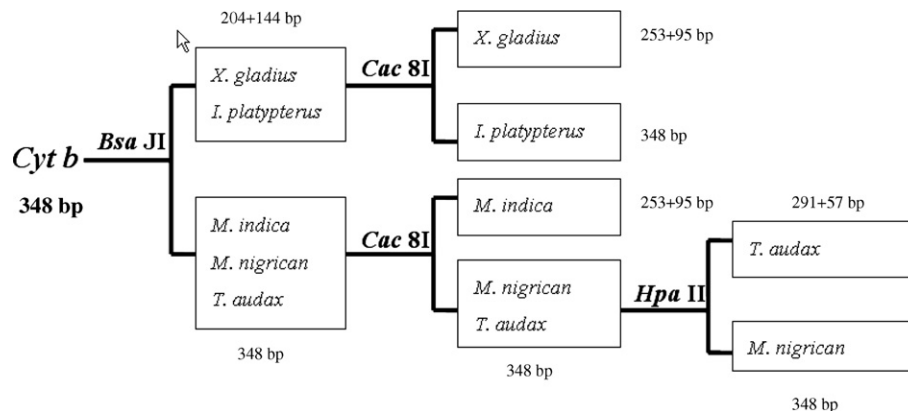 204+144 bp
X. gladius
I. platypterus
Cac 8I
X. gladius
253+95 bp
I. platypterus
348 bp
Bsa JI
Cyt b
348 bp
M. indica
M. nigrican
T. audax
348 bp
Cac 8I
M. indica
253+95 bp
M. nigrican
T. audax
348 bp
Hpa II
291+57 bp
T. audax
M. nigrican
348 bp